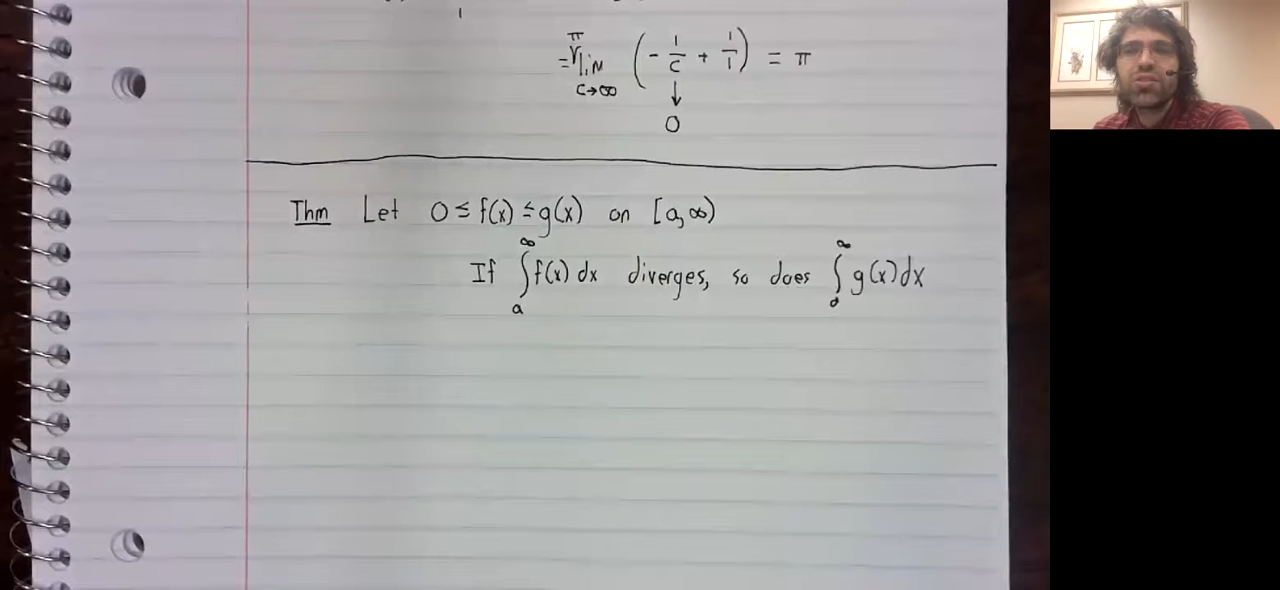 π
= π lim ( - 1/c + 1/1 ) = π
c→∞ ↓
0
Thm Let 0 ≤ f(x) ≤ g(x) on [a,∞)
If ∫_a^∞ f(x) dx diverges, so does ∫_a^∞ g(x) dx